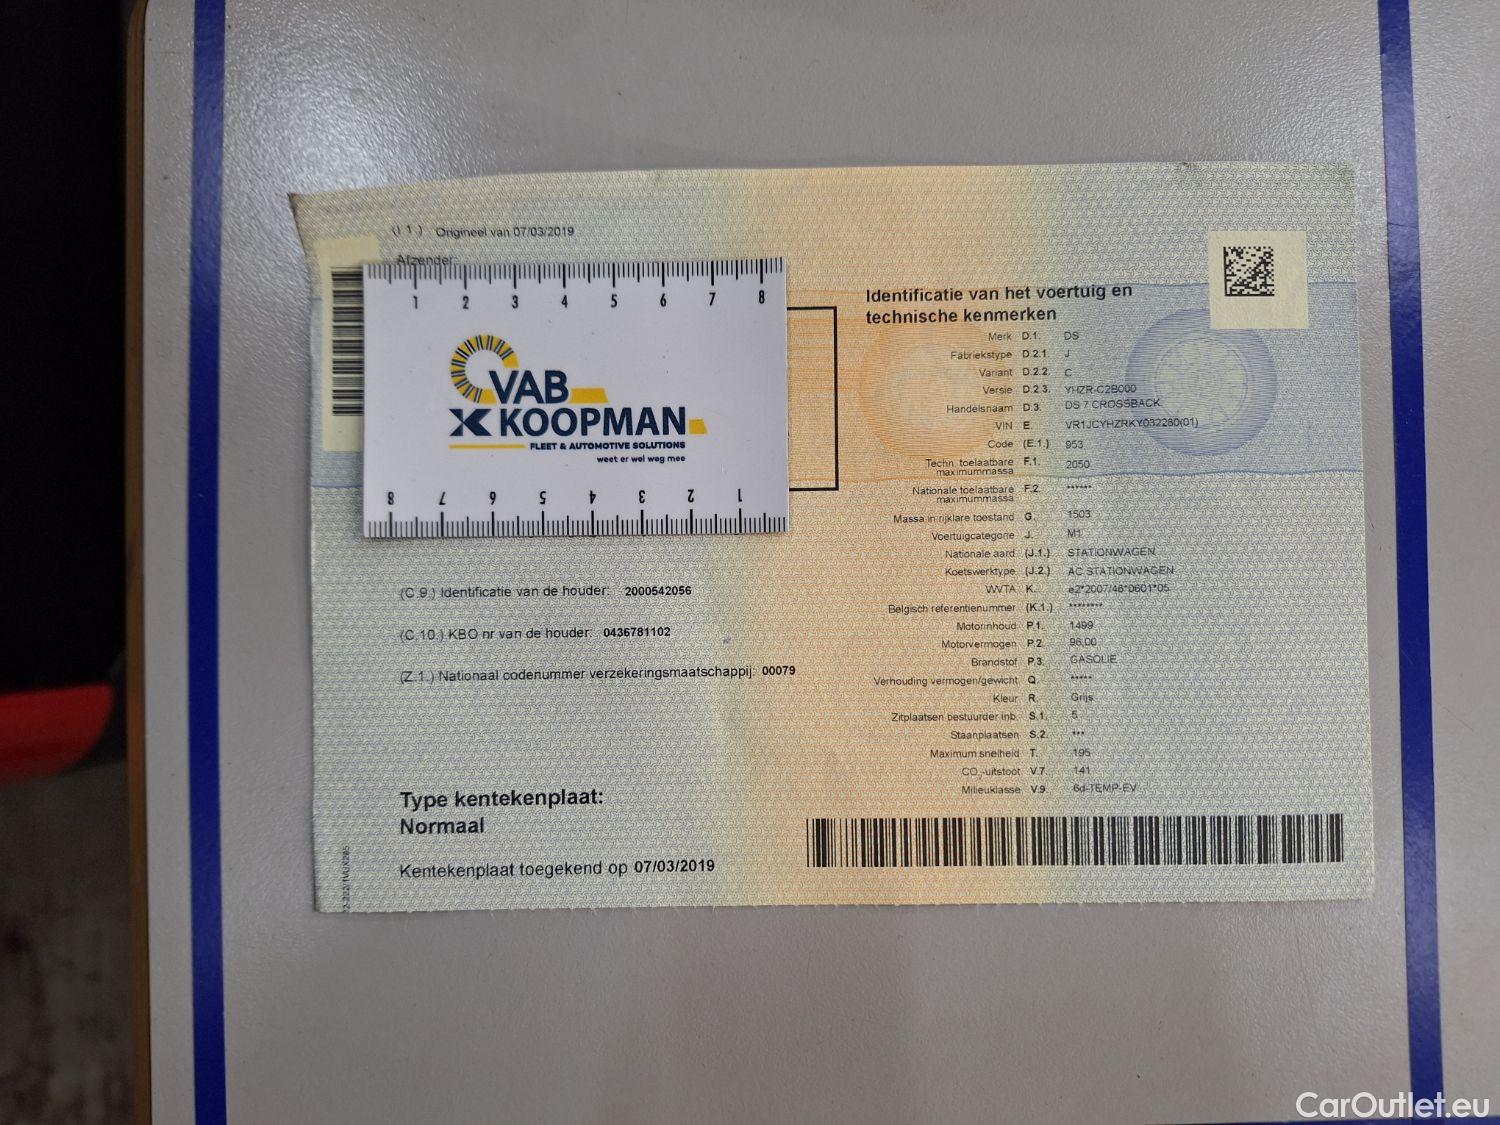 (I.1.) Origineel van 07/03/2019
Afzender:
1 2 3 4 5 6 7 8
VAB
KOOPMAN
FLEET & AUTOMOTIVE SOLUTIONS
weet er wel weg mee
8 7 6 5 4 3 2 1
(C.9.) Identificatie van de houder: 2000542056
(C.10.) KBO nr van de houder: 0436781102
(Z.1.) Nationaal codenummer verzekeringsmaatschappij: 00079
Type kentekenplaat:
Normaal
Kentekenplaat toegekend op 07/03/2019
Identificatie van het voertuig en
technische kenmerken
Merk D.1. DS
Fabriekstype D.2.1. J
Variant D.2.2. C
Versie D.2.3. YHZR-C2B000
Handelsnaam D.3. DS 7 CROSSBACK
VIN E. VR1JCYHZRKY032280(01)
Code (E.1.) 953
Techn. toelaatbare
maximummassa F.1. 2050
Nationale toelaatbare
maximummassa F.2. ******
Massa in rijklare toestand G. 1503
Voertuigcategorie J. M1
Nationale aard (J.1.) STATIONWAGEN
Koetswerktype (J.2.) AC STATIONWAGEN
WVTA K. e2*2007/46*0601*05
Belgisch referentienummer (K.1.) ********
Motorinhoud P.1. 1499
Motorvermogen P.2. 96,00
Brandstof P.3. GASOLIE
Verhouding vermogen/gewicht Q. *****
Kleur R. Grijs
Zitplaatsen bestuurder inb. S.1. 5
Staanplaatsen S.2. ***
Maximum snelheid T. 195
CO₂-uitstoot V.7. 141
Milieuklasse V.9. 6d-TEMP-EV
CarOutlet.eu